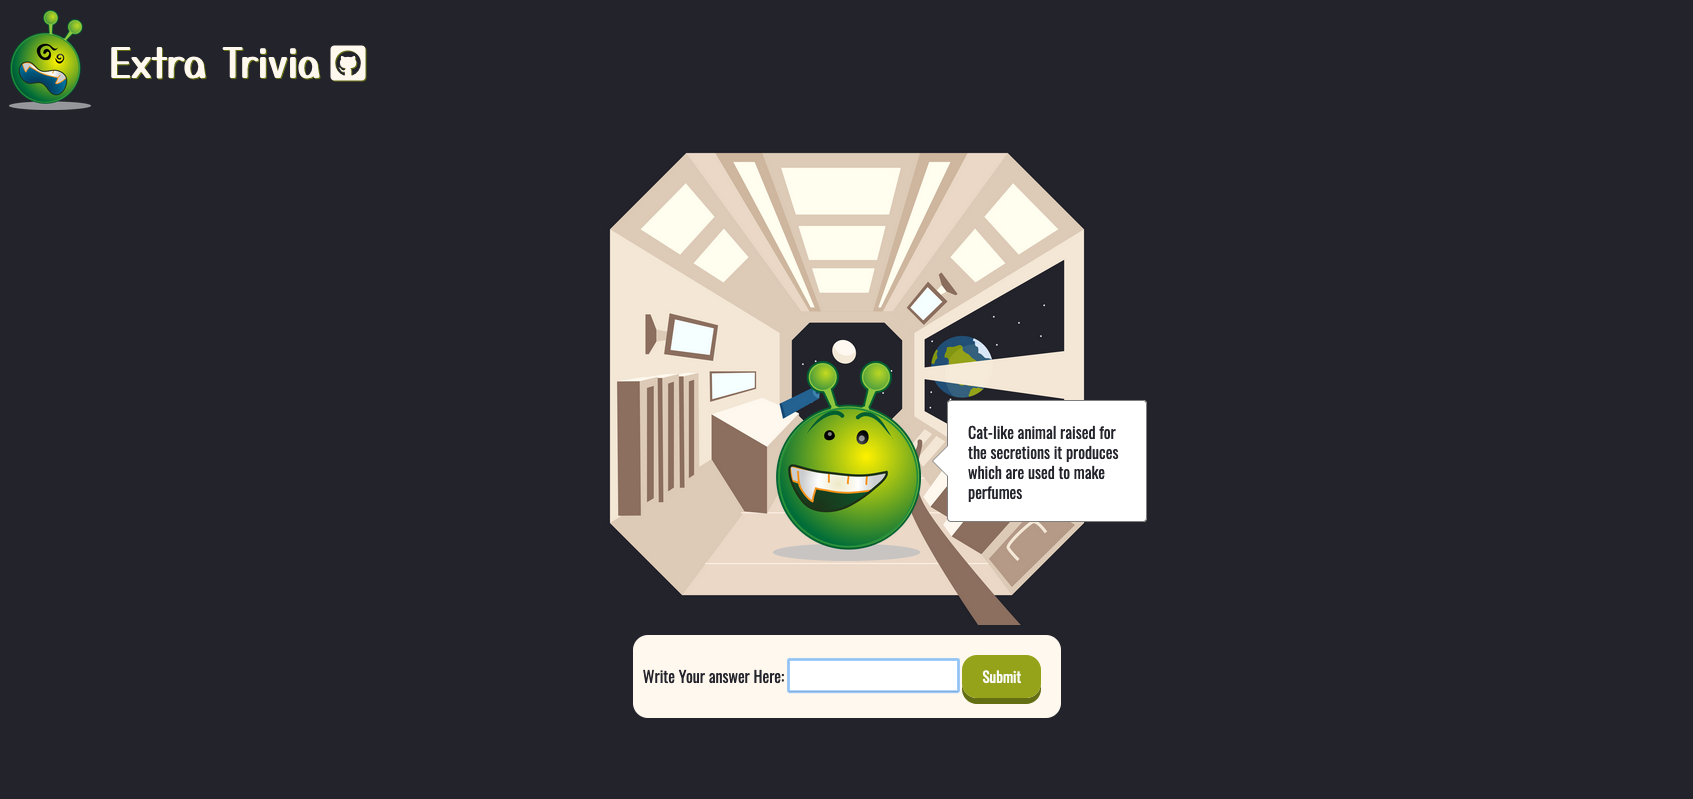 Extra Trivia
Cat-like animal raised for
the secretions it produces
which are used to make
perfumes
Write Your answer Here:
Submit